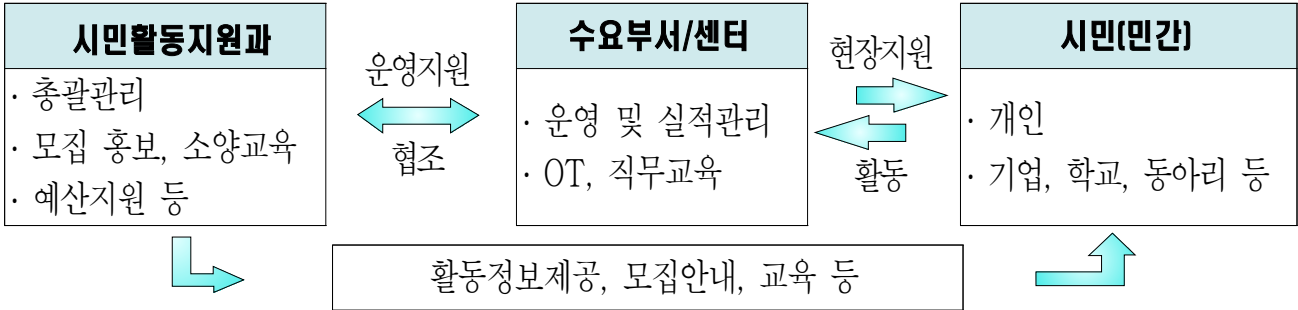 시민활동지원과
· 총괄관리
· 모집 홍보, 소양교육
· 예산지원 등
운영지원
협조
수요부서/센터
· 운영 및 실적관리
· OT, 직무교육
현장지원
활동
시민(민간)
· 개인
· 기업, 학교, 동아리 등
활동정보제공, 모집안내, 교육 등